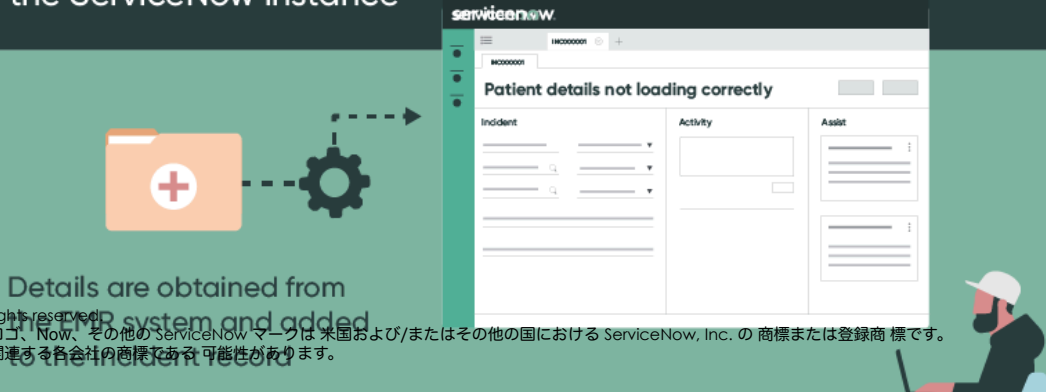 the ServiceNow instance
servicenow.
INC000001
INC000001
Patient details not loading correctly
Incident
Activity
Assist
Details are obtained from
the EMR system and added
to the incident record
ghts reserved.
ロゴ、Now、その他の ServiceNow マークは 米国および/またはその他の国における ServiceNow, Inc. の 商標または登録商 標です。
関連する各会社の商標である 可能性があります。